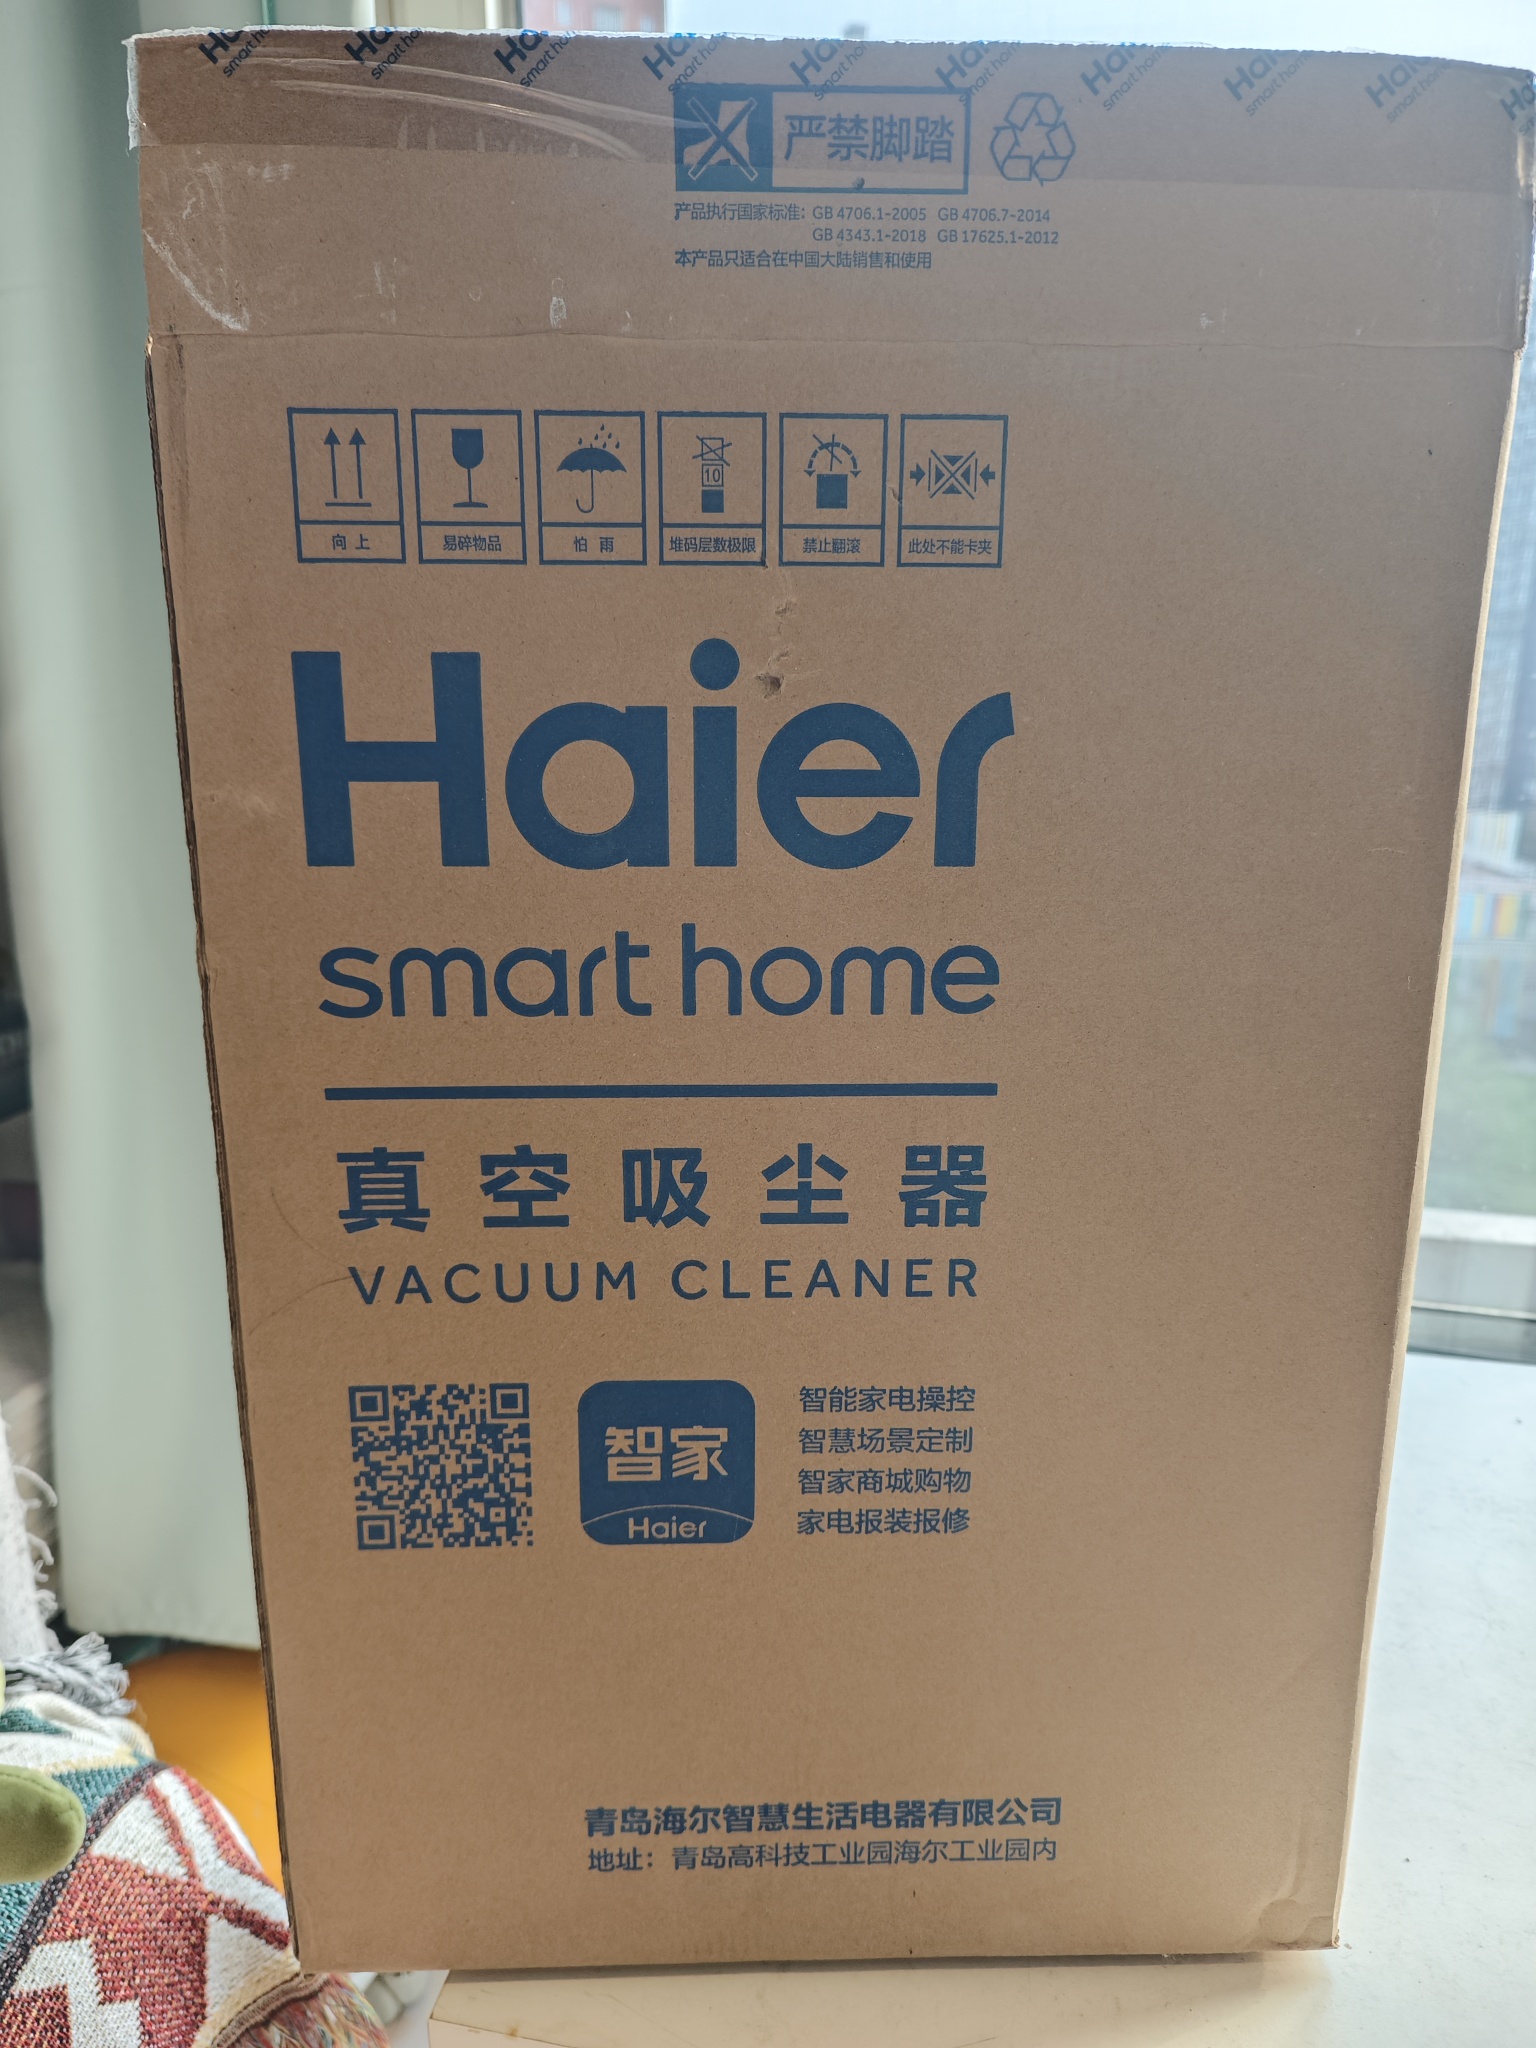 Haier
smart home
严禁脚踏
产品执行国家标准：GB 4706.1-2005 GB 4706.7-2014
GB 4343.1-2018 GB 17625.1-2012
本产品只适合在中国大陆销售和使用
10
向上 易碎物品 怕雨 堆码层数极限 禁止翻滚 此处不能卡夹
Haier
smart home
真空吸尘器
VACUUM CLEANER
智家
Haier
智能家电操控
智慧场景定制
智家商城购物
家电报装报修
青岛海尔智慧生活电器有限公司
地址：青岛高科技工业园海尔工业园内